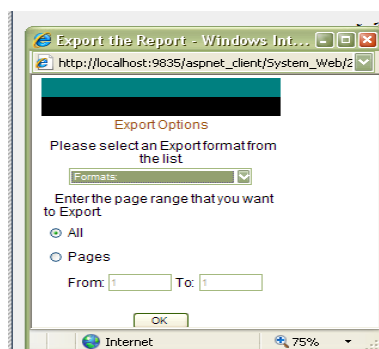 Export the Report - Windows Int...
http://localhost:9835/aspnet_client/System_Web/2
Export Options
Please select an Export format from
the list.
Formats:
Enter the page range that you want
to Export.
All
Pages
From: 1 To: 1
OK
Internet 75%